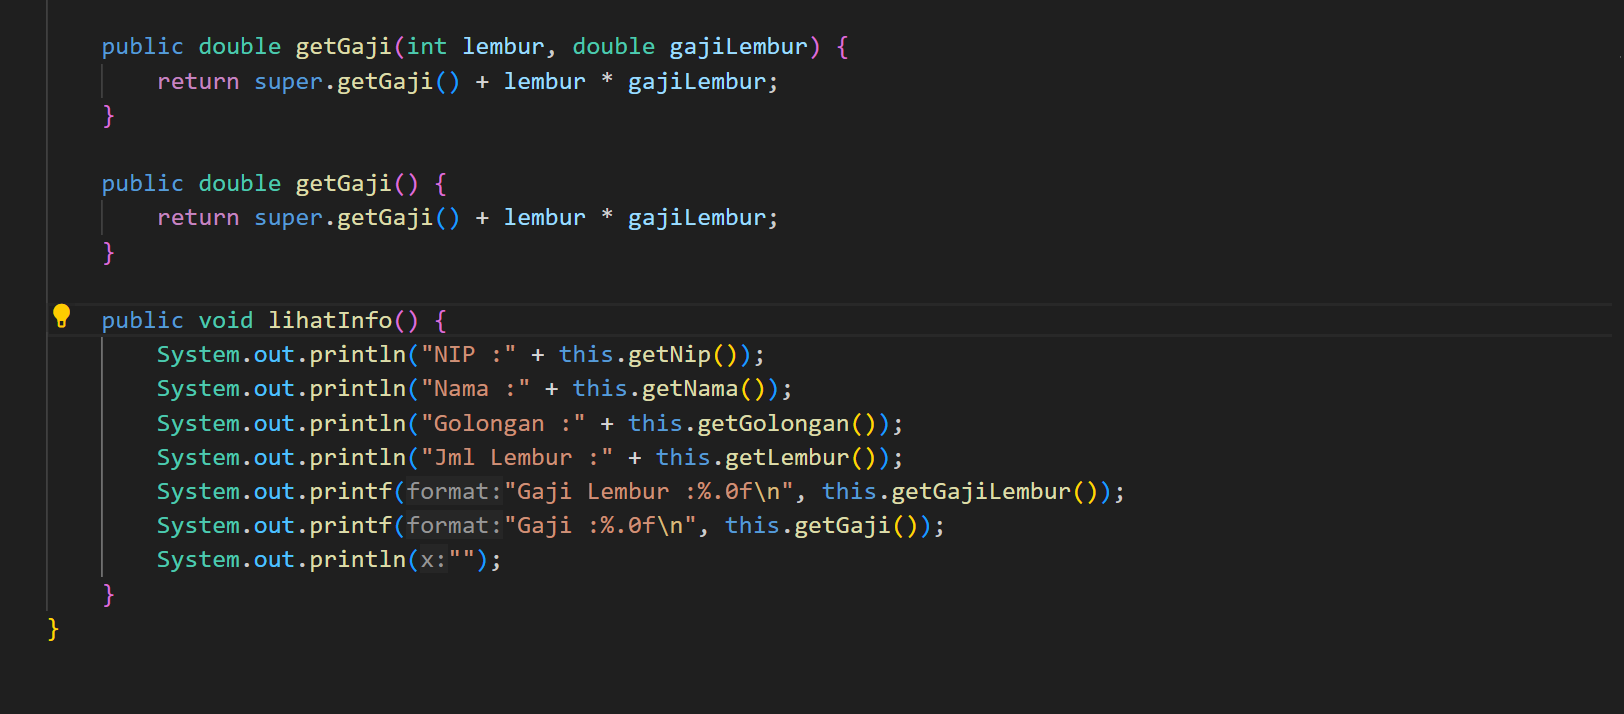 public double getGaji(int lembur, double gajiLembur) {
return super.getGaji() + lembur * gajiLembur;
}
public double getGaji() {
return super.getGaji() + lembur * gajiLembur;
}
public void lihatInfo() {
System.out.println("NIP :" + this.getNip());
System.out.println("Nama :" + this.getNama());
System.out.println("Golongan :" + this.getGolongan());
System.out.println("Jml Lembur :" + this.getLembur());
System.out.printf(format:"Gaji Lembur :%.0f\n", this.getGajiLembur());
System.out.printf(format:"Gaji :%.0f\n", this.getGaji());
System.out.println(x:"");
}
}